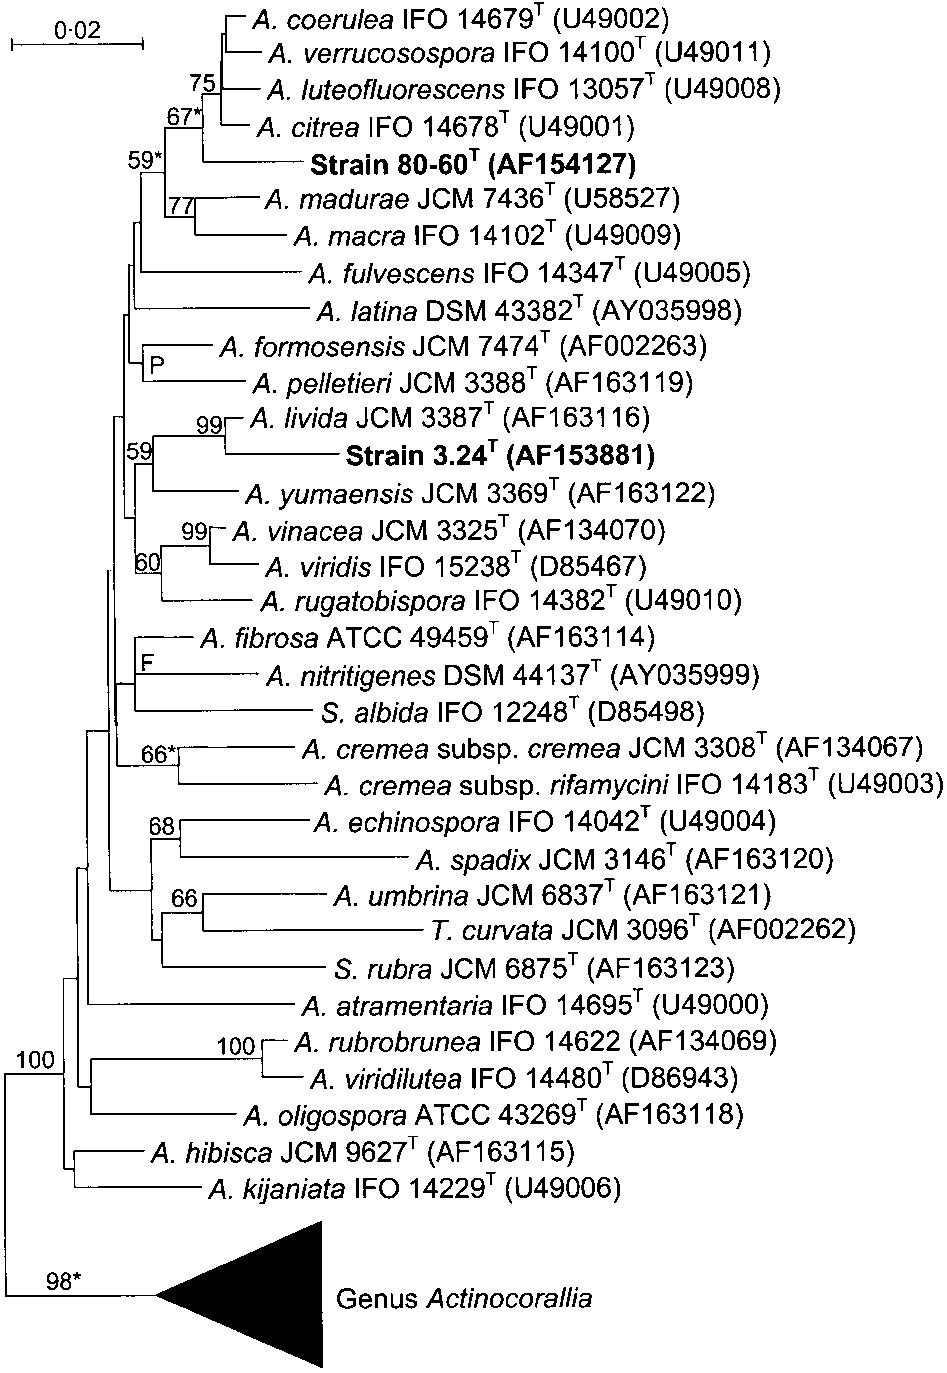 A. coerulea IFO 14679ᵀ (U49002)
0·02
A. verrucosospora IFO 14100ᵀ (U49011)
75
A. luteofluorescens IFO 13057ᵀ (U49008)
67*
A. citrea IFO 14678ᵀ (U49001)
59*
Strain 80-60ᵀ (AF154127)
77
A. madurae JCM 7436ᵀ (U58527)
A. macra IFO 14102ᵀ (U49009)
A. fulvescens IFO 14347ᵀ (U49005)
A. latina DSM 43382ᵀ (AY035998)
A. formosensis JCM 7474ᵀ (AF002263)
P
A. pelletieri JCM 3388ᵀ (AF163119)
99
A. livida JCM 3387ᵀ (AF163116)
59
Strain 3.24ᵀ (AF153881)
A. yumaensis JCM 3369ᵀ (AF163122)
99
A. vinacea JCM 3325ᵀ (AF134070)
60
A. viridis IFO 15238ᵀ (D85467)
A. rugatobispora IFO 14382ᵀ (U49010)
A. fibrosa ATCC 49459ᵀ (AF163114)
F
A. nitritigenes DSM 44137ᵀ (AY035999)
S. albida IFO 12248ᵀ (D85498)
66*
A. cremea subsp. cremea JCM 3308ᵀ (AF134067)
A. cremea subsp. rifamycini IFO 14183ᵀ (U49003)
68
A. echinospora IFO 14042ᵀ (U49004)
A. spadix JCM 3146ᵀ (AF163120)
66
A. umbrina JCM 6837ᵀ (AF163121)
T. curvata JCM 3096ᵀ (AF002262)
S. rubra JCM 6875ᵀ (AF163123)
A. atramentaria IFO 14695ᵀ (U49000)
100
A. rubrobrunea IFO 14622 (AF134069)
100
A. viridilutea IFO 14480ᵀ (D86943)
A. oligospora ATCC 43269ᵀ (AF163118)
A. hibisca JCM 9627ᵀ (AF163115)
A. kijaniata IFO 14229ᵀ (U49006)
98*
Genus Actinocorallia